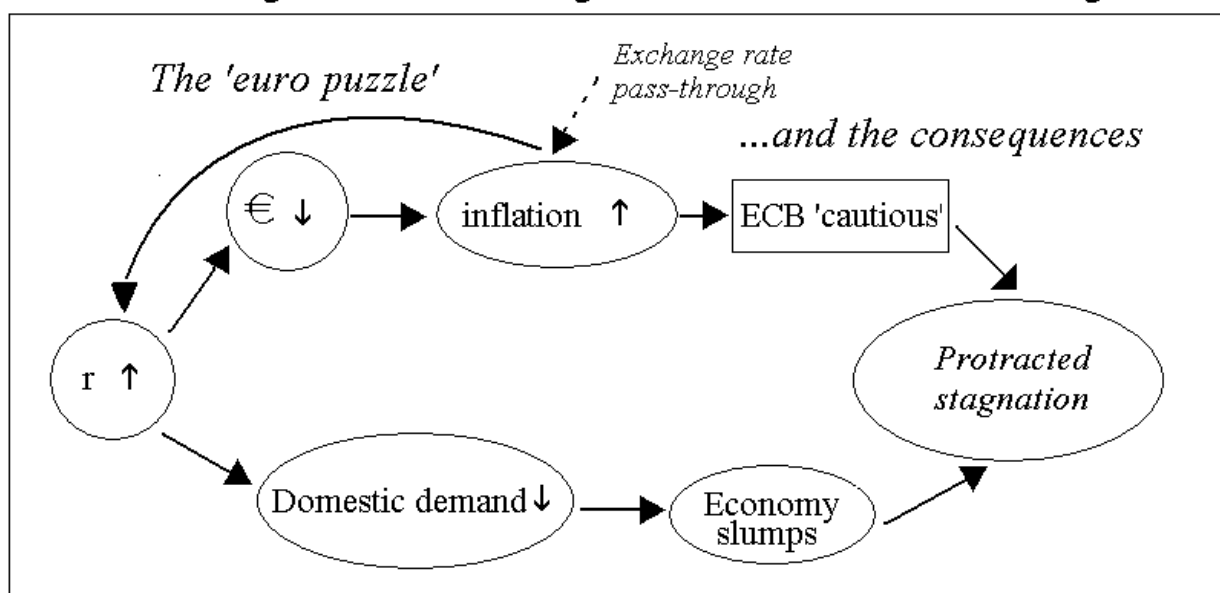 The 'euro puzzle'
Exchange rate
pass-through
...and the consequences
€ ↓
inflation ↑
ECB 'cautious'
r ↑
Protracted
stagnation
Domestic demand ↓
Economy
slumps